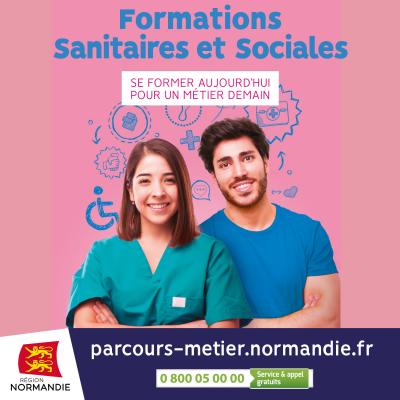 Formations
Sanitaires et Sociales
SE FORMER AUJOURD'HUI
POUR UN MÉTIER DEMAIN
parcours-metier.normandie.fr
RÉGION
NORMANDIE
0 800 05 00 00
Service & appel
gratuits